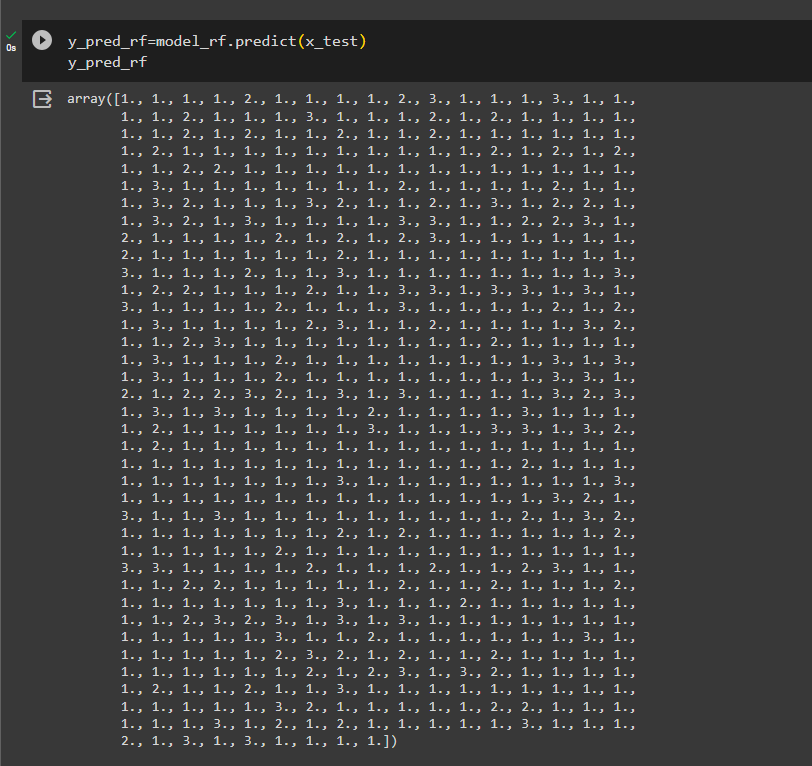 0s
y_pred_rf=model_rf.predict(x_test)
y_pred_rf
array([1., 1., 1., 1., 2., 1., 1., 1., 1., 2., 3., 1., 1., 1., 3., 1., 1.,
1., 1., 2., 1., 1., 1., 3., 1., 1., 1., 2., 1., 2., 1., 1., 1., 1.,
1., 1., 2., 1., 2., 1., 1., 2., 1., 1., 2., 1., 1., 1., 1., 1., 1.,
1., 2., 1., 1., 1., 1., 1., 1., 1., 1., 1., 2., 1., 2., 1., 2.,
1., 1., 2., 2., 1., 1., 1., 1., 1., 1., 1., 1., 1., 1., 1., 1., 1.,
1., 3., 1., 1., 1., 1., 1., 1., 1., 2., 1., 1., 1., 1., 2., 1., 1.,
1., 3., 2., 1., 1., 1., 3., 2., 1., 1., 2., 1., 3., 1., 2., 2., 1.,
1., 3., 2., 1., 3., 1., 1., 1., 1., 3., 3., 1., 1., 2., 2., 3., 1.,
2., 1., 1., 1., 1., 2., 1., 2., 1., 2., 3., 1., 1., 1., 1., 1., 1.,
2., 1., 1., 1., 1., 1., 1., 2., 1., 1., 1., 1., 1., 1., 1., 1., 1.,
3., 1., 1., 1., 2., 1., 1., 3., 1., 1., 1., 1., 1., 1., 1., 1., 3.,
1., 2., 2., 1., 1., 1., 2., 1., 1., 3., 3., 1., 3., 3., 1., 3., 1.,
3., 1., 1., 1., 1., 2., 1., 1., 1., 3., 1., 1., 1., 1., 2., 1., 2.,
1., 3., 1., 1., 1., 1., 2., 3., 1., 1., 2., 1., 1., 1., 1., 3., 2.,
1., 1., 2., 3., 1., 1., 1., 1., 1., 1., 1., 1., 2., 1., 1., 1., 1.,
1., 3., 1., 1., 1., 2., 1., 1., 1., 1., 1., 1., 1., 1., 3., 1., 3.,
1., 3., 1., 1., 1., 2., 1., 1., 1., 1., 1., 1., 1., 1., 3., 3., 1.,
2., 1., 2., 2., 3., 2., 1., 3., 1., 3., 1., 1., 1., 1., 3., 2., 3.,
1., 3., 1., 3., 1., 1., 1., 1., 2., 1., 1., 1., 1., 3., 1., 1., 1.,
1., 2., 1., 1., 1., 1., 1., 1., 3., 1., 1., 1., 3., 3., 1., 3., 2.,
1., 2., 1., 1., 1., 1., 1., 1., 1., 1., 1., 1., 1., 1., 1., 1., 1.,
1., 1., 1., 1., 1., 1., 1., 1., 1., 1., 1., 1., 1., 2., 1., 1., 1.,
1., 1., 1., 1., 1., 1., 1., 3., 1., 1., 1., 1., 1., 1., 1., 1., 3.,
1., 1., 1., 1., 1., 1., 1., 1., 1., 1., 1., 1., 1., 1., 3., 2., 1.,
3., 1., 1., 3., 1., 1., 1., 1., 1., 1., 1., 1., 1., 2., 1., 3., 2.,
1., 1., 1., 1., 1., 1., 1., 2., 1., 2., 1., 1., 1., 1., 1., 1., 2.,
1., 1., 1., 1., 1., 2., 1., 1., 1., 1., 1., 1., 1., 1., 1., 1., 1.,
3., 3., 1., 1., 1., 1., 2., 1., 1., 1., 2., 1., 1., 2., 3., 1., 1.,
1., 1., 2., 2., 1., 1., 1., 1., 1., 2., 1., 1., 2., 1., 1., 1., 2.,
1., 1., 1., 1., 1., 1., 1., 3., 1., 1., 1., 2., 1., 1., 1., 1., 1.,
1., 1., 2., 3., 2., 3., 1., 3., 1., 3., 1., 1., 1., 1., 1., 1., 1.,
1., 1., 1., 1., 1., 3., 1., 1., 2., 1., 1., 1., 1., 1., 1., 3., 1.,
1., 1., 1., 1., 1., 2., 3., 2., 1., 2., 1., 1., 2., 1., 1., 1., 1.,
1., 1., 1., 1., 1., 1., 2., 1., 2., 3., 1., 3., 2., 1., 1., 1., 1.,
1., 2., 1., 1., 2., 1., 1., 3., 1., 1., 1., 1., 1., 1., 1., 1., 1.,
1., 1., 1., 1., 1., 3., 2., 1., 1., 1., 1., 1., 2., 2., 1., 1., 1.,
1., 1., 1., 3., 1., 2., 1., 2., 1., 1., 1., 1., 1., 3., 1., 1., 1.,
2., 1., 3., 1., 3., 1., 1., 1., 1.])